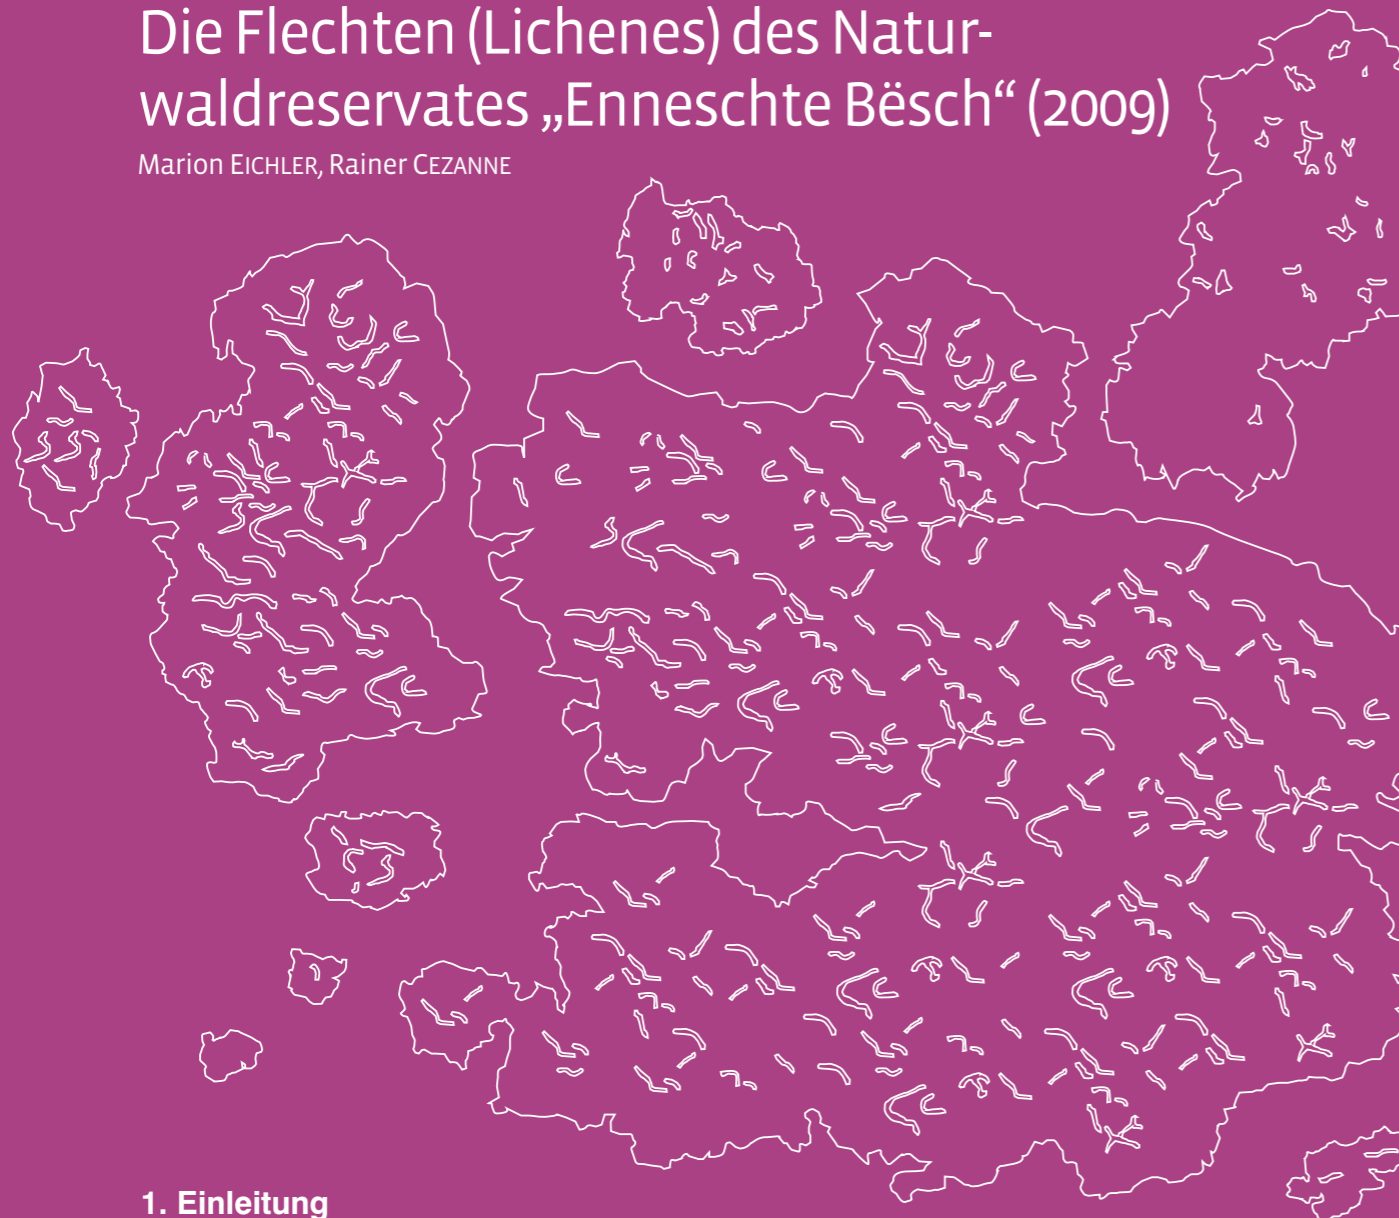 Die Flechten (Lichenes) des Natur-
waldreservates „Enneschte Bësch“ (2009)
Marion EICHLER, Rainer CEZANNE
1. Einleitung